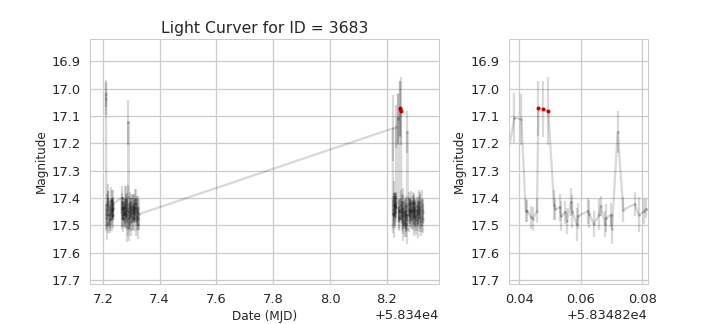 Light Curver for ID = 3683
Magnitude
16.9
17.0
17.1
17.2
17.3
17.4
17.5
17.6
17.7
7.2 7.4 7.6 7.8 8.0 8.2
Date (MJD)
+5.834e4
Magnitude
16.9
17.0
17.1
17.2
17.3
17.4
17.5
17.6
17.7
0.04 0.06 0.08
+5.83482e4